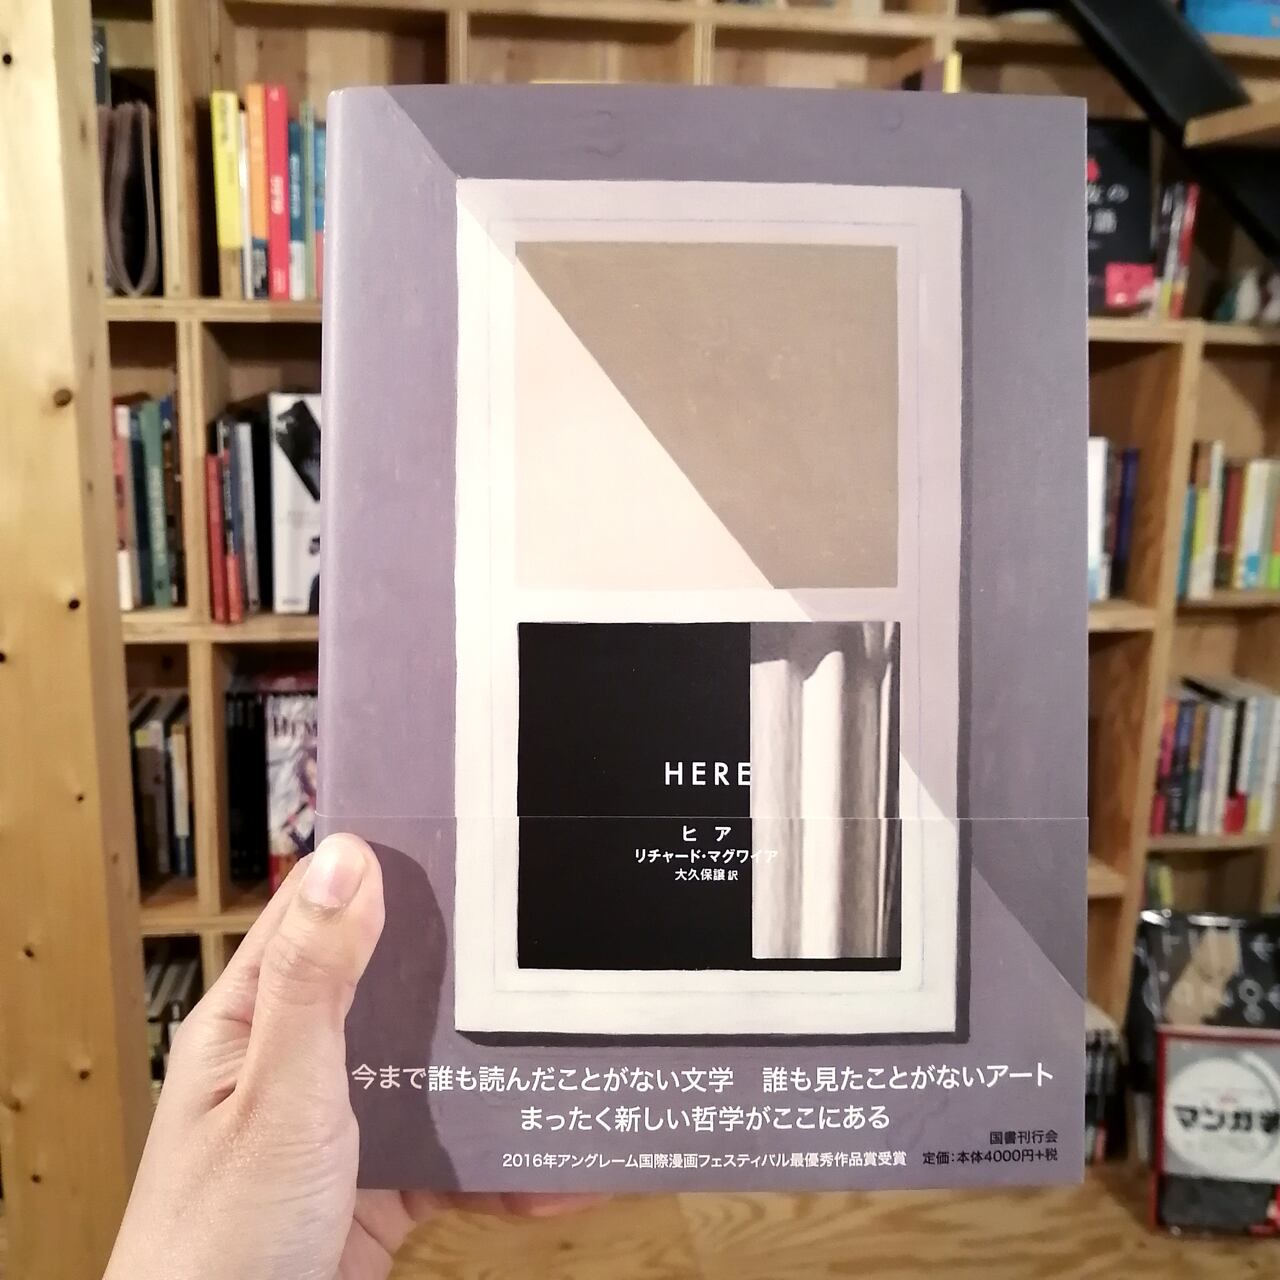 HERE
ヒア
リチャード・マグワイア
大久保譲 訳
今まで誰も読んだことがない文学　誰も見たことがないアート
まったく新しい哲学がここにある
国書刊行会
2016年アングレーム国際漫画フェスティバル最優秀作品賞受賞
定価：本体4000円+税
マンガ学